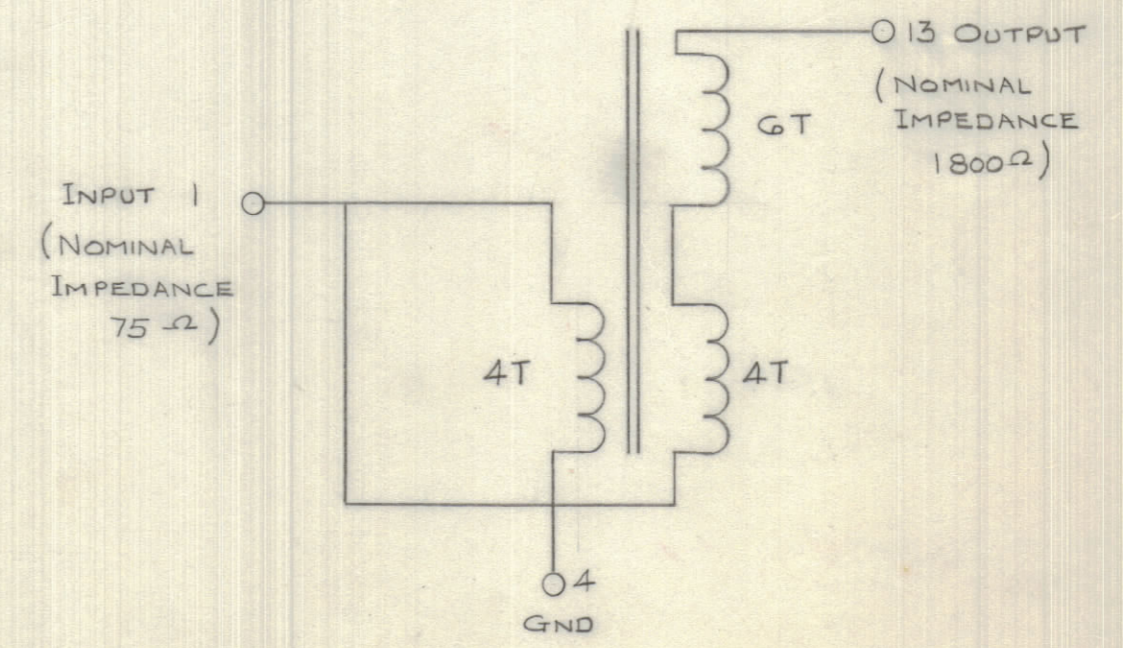 13 OUTPUT
(NOMINAL
IMPEDANCE
1800Ω)
6T
INPUT 1
(NOMINAL
IMPEDANCE
75 Ω)
4T
4T
4
GND